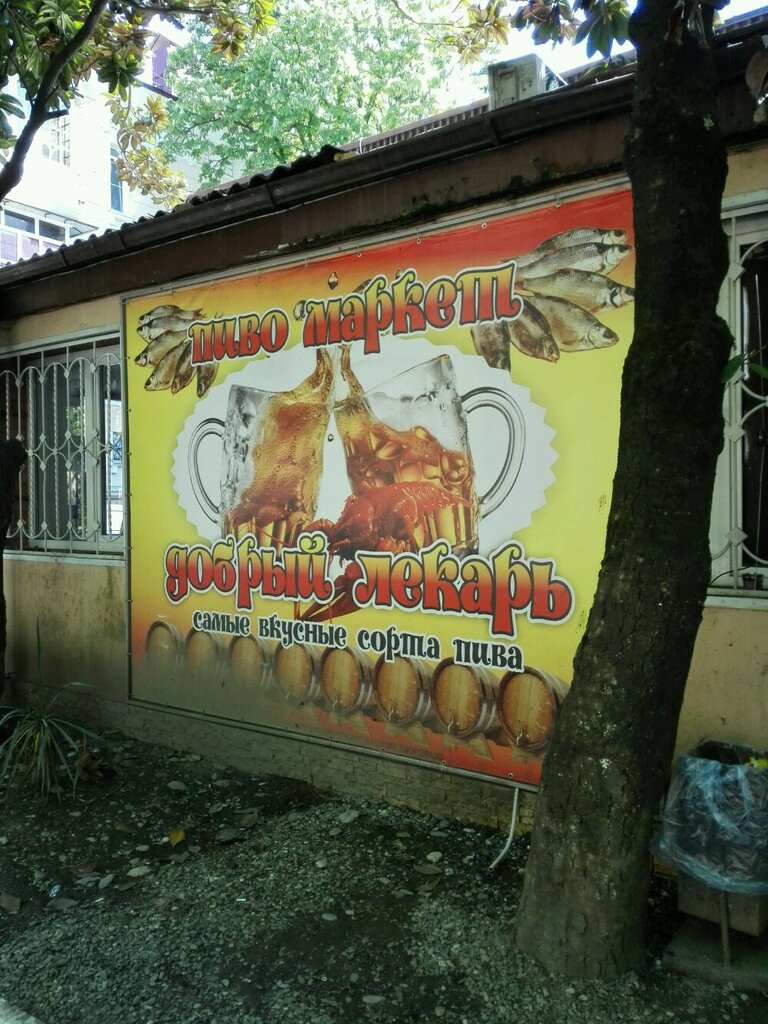 пиво маркет
добрый лекарь
самые вкусные сорта пива